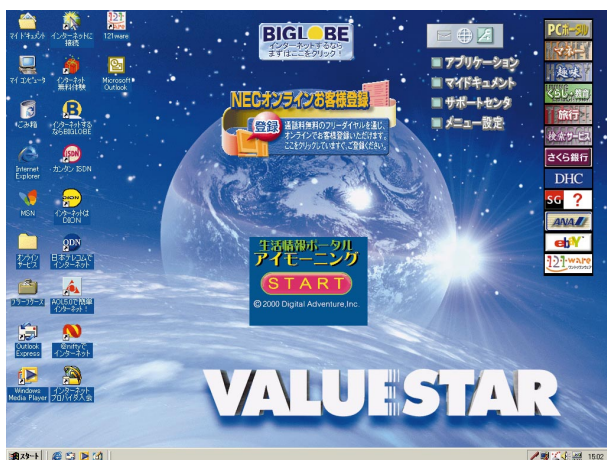 マイドキュメント
インターネットに
接続
121ware
マイコンピュータ
インターネット
無料体験
Microsoft
Outlook
ごみ箱
インターネットする
ならBIGLOBE
Internet
Explorer
カンタン ISDN
MSN
インターネットは
DION
オンライン
サービス
日本テレコムで
インターネット
ブリーフケース
AOL5.0で簡単
インターネット!
Outlook
Express
@niftyで
インターネット
Windows
Media Player
インターネット
プロバイダ入会
BIGLOBE
インターネットするなら
まずはここをクリック!
NECオンラインお客様登録
登録
通話料無料のフリーダイヤルを通じ、
オンラインでお客様登録いただけます。
ここをクリックしていますぐ、ご登録ください。
アプリケーション
マイドキュメント
サポートセンタ
メニュー設定
PCポータル
マネー
趣味
くらし・教育
旅行
検索サービス
さくら銀行
DHC
SG ?
ANA
ebY
121ware
生活情報ポータル
アイモーニング
START
© 2000 Digital Adventure,Inc.
VALUESTAR
スタート
15:02